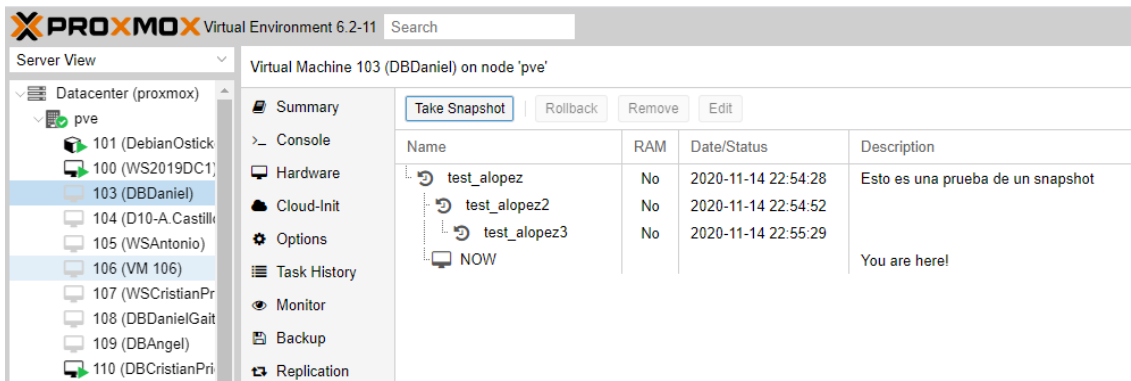 PROXMOX Virtual Environment 6.2-11 Search
Server View
Virtual Machine 103 (DBDaniel) on node 'pve'
Datacenter (proxmox)
pve
101 (DebianOstick
100 (WS2019DC1)
103 (DBDaniel)
104 (D10-A.Castill
105 (WSAntonio)
106 (VM 106)
107 (WSCristianPr
108 (DBDanielGait
109 (DBAngel)
110 (DBCristianPri
Summary
Console
Hardware
Cloud-Init
Options
Task History
Monitor
Backup
Replication
Take Snapshot Rollback Remove Edit
Name RAM Date/Status Description
test_alopez No 2020-11-14 22:54:28 Esto es una prueba de un snapshot
test_alopez2 No 2020-11-14 22:54:52
test_alopez3 No 2020-11-14 22:55:29
NOW You are here!